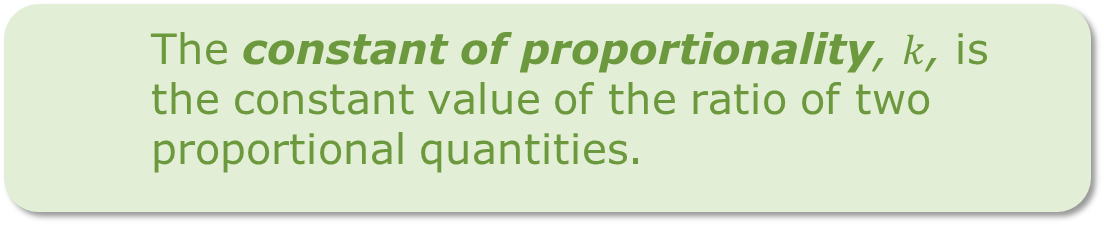 The constant of proportionality, k, is
the constant value of the ratio of two
proportional quantities.